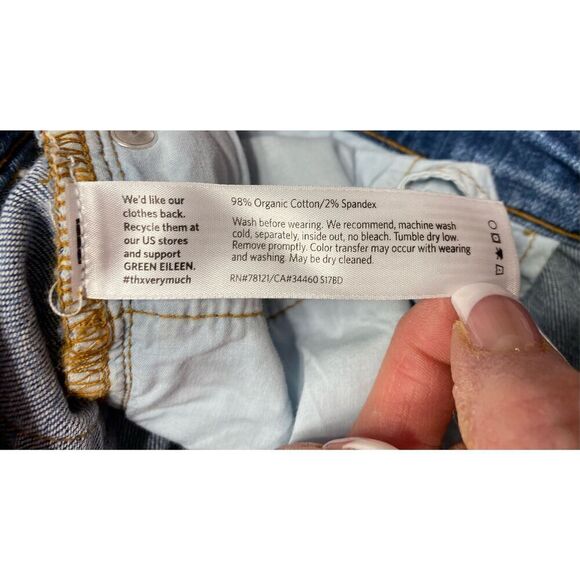 We'd like our
clothes back.
Recycle them at
our US stores
and support
GREEN EILEEN.
#thxverymuch
98% Organic Cotton/2% Spandex
Wash before wearing. We recommend, machine wash
cold, separately, inside out, no bleach. Tumble dry low.
Remove promptly. Color transfer may occur with wearing
and washing. May be dry cleaned.
RN#78121/CA#34460 S17BD